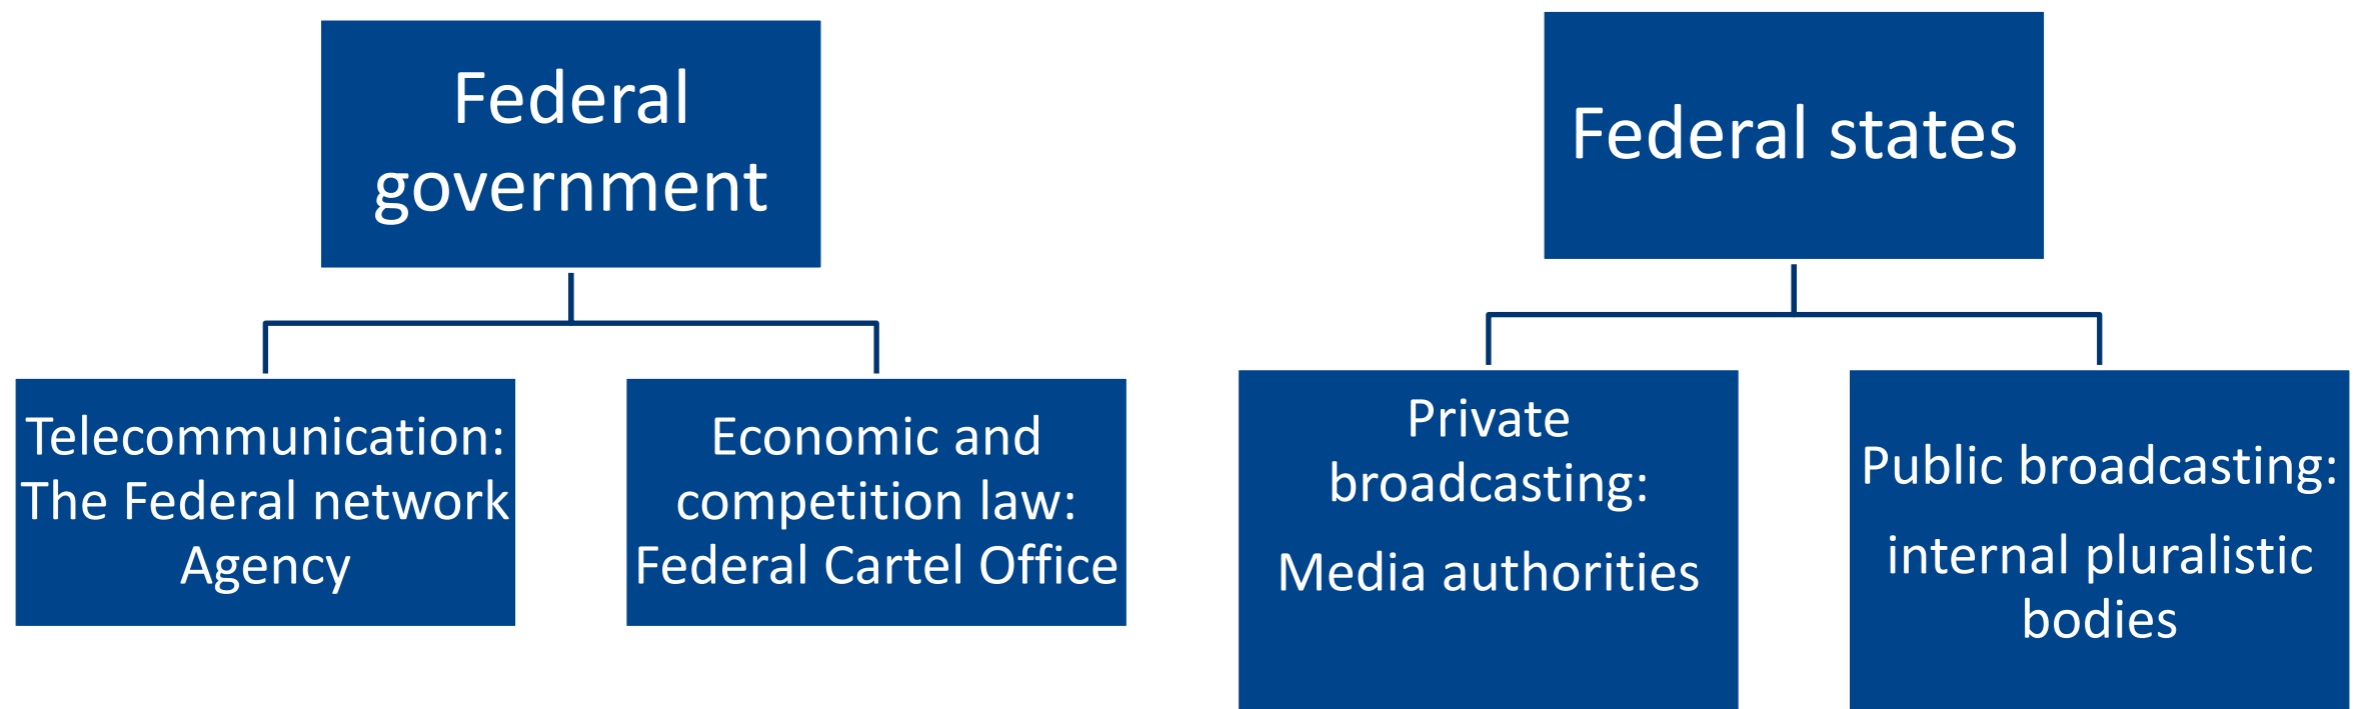 Federal
government
Federal states
Telecommunication:
The Federal network
Agency
Economic and
competition law:
Federal Cartel Office
Private
broadcasting:
Media authorities
Public broadcasting:
internal pluralistic
bodies